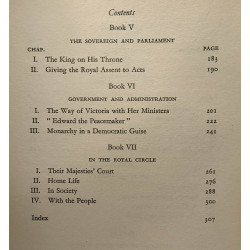 Contents
Book V
THE SOVEREIGN AND PARLIAMENT
CHAP. PAGE
I. The King on His Throne 183
II. Giving the Royal Assent to Acts 190
Book VI
GOVERNMENT AND ADMINISTRATION
I. The Way of Victoria with Her Ministers 201
II. "Edward the Peacemaker" 222
III. Monarchy in a Democratic Guise 241
Book VII
IN THE ROYAL CIRCLE
I. Their Majesties' Court 261
II. Home Life 276
III. In Society 288
IV. With the People 300
Index 307